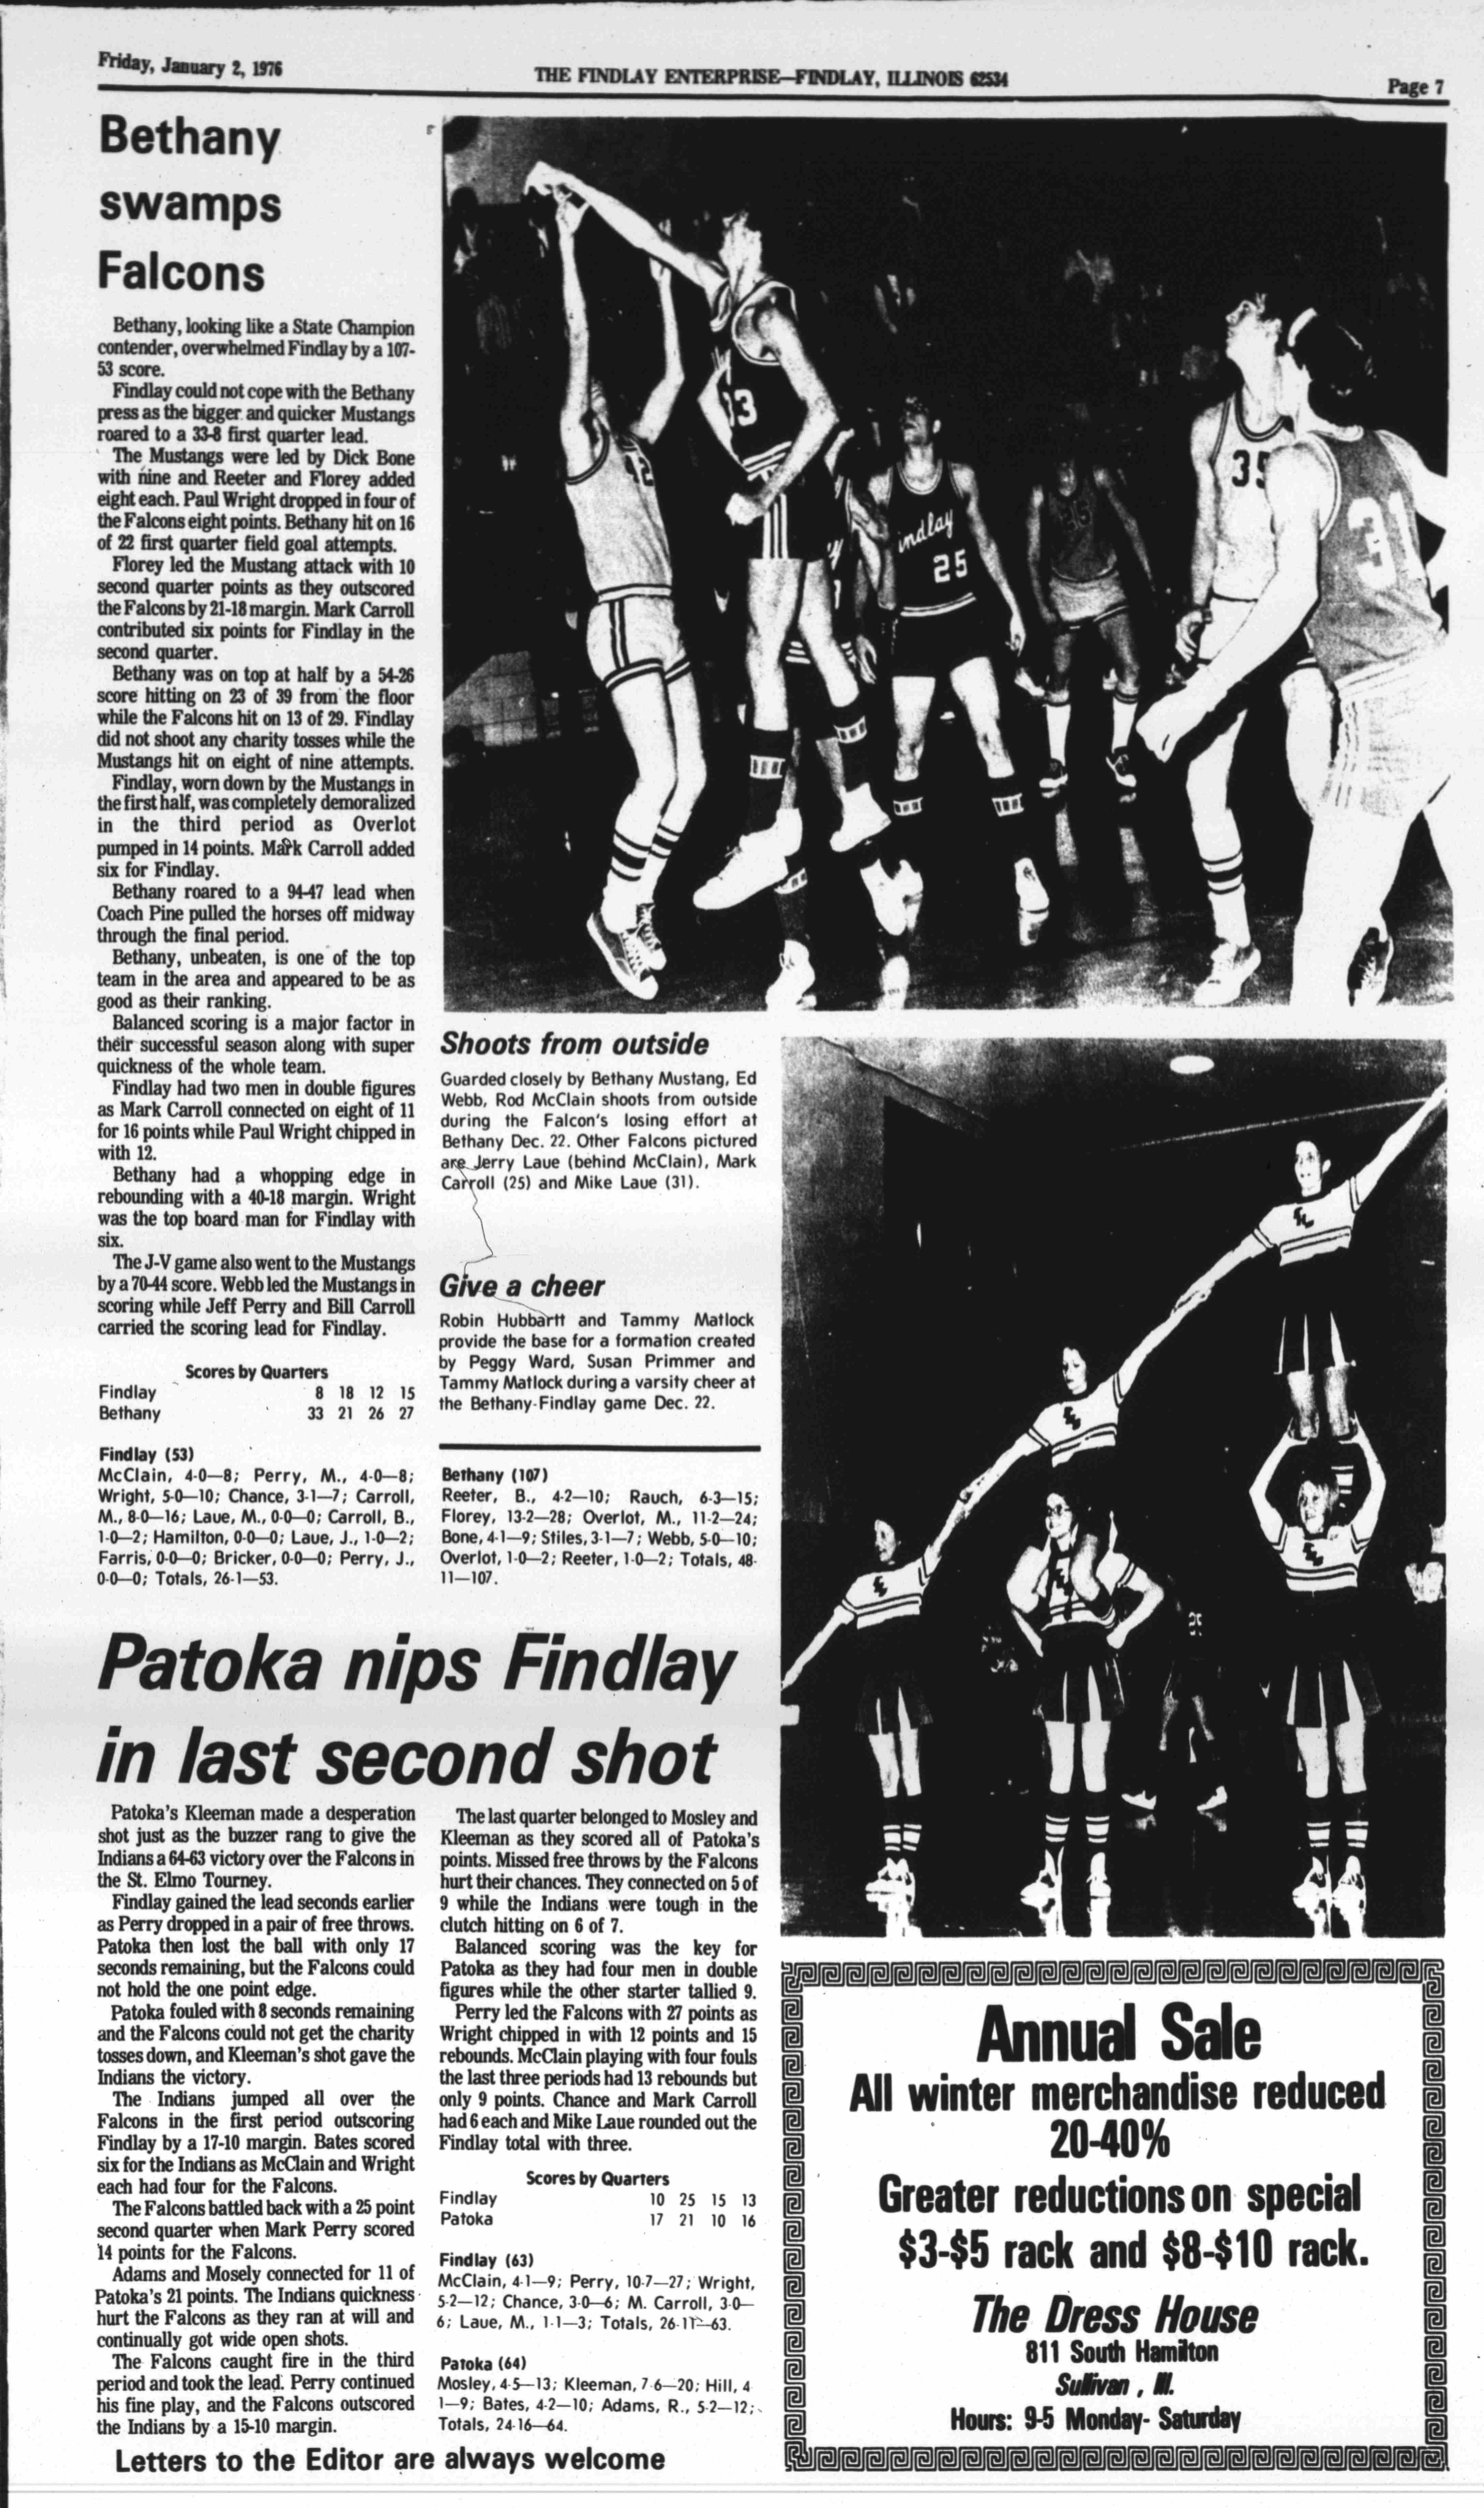 Friday, January 2, 1976
THE FINDLAY ENTERPRISE—FINDLAY, ILLINOIS 62534
Page 7
Bethany
swamps
Falcons
Bethany, looking like a State Champion
contender, overwhelmed Findlay by a 107-
53 score.
Findlay could not cope with the Bethany
press as the bigger and quicker Mustangs
roared to a 33-8 first quarter lead.
The Mustangs were led by Dick Bone
with nine and Reeter and Florey added
eight each. Paul Wright dropped in four of
the Falcons eight points. Bethany hit on 16
of 22 first quarter field goal attempts.
Florey led the Mustang attack with 10
second quarter points as they outscored
the Falcons by 21-18 margin. Mark Carroll
contributed six points for Findlay in the
second quarter.
Bethany was on top at half by a 54-26
score hitting on 23 of 39 from the floor
while the Falcons hit on 13 of 29. Findlay
did not shoot any charity tosses while the
Mustangs hit on eight of nine attempts.
Findlay, worn down by the Mustangs in
the first half, was completely demoralized
in the third period as Overlot
pumped in 14 points. Mark Carroll added
six for Findlay.
Bethany roared to a 94-47 lead when
Coach Pine pulled the horses off midway
through the final period.
Bethany, unbeaten, is one of the top
team in the area and appeared to be as
good as their ranking.
Balanced scoring is a major factor in
their successful season along with super
quickness of the whole team.
Findlay had two men in double figures
as Mark Carroll connected on eight of 11
for 16 points while Paul Wright chipped in
with 12.
Bethany had a whopping edge in
rebounding with a 40-18 margin. Wright
was the top board man for Findlay with
six.
The J-V game also went to the Mustangs
by a 70-44 score. Webb led the Mustangs in
scoring while Jeff Perry and Bill Carroll
carried the scoring lead for Findlay.
Scores by Quarters
Findlay 8 18 12 15
Bethany 33 21 26 27
Findlay (53)
McClain, 4-0—8; Perry, M., 4-0—8;
Wright, 5-0—10; Chance, 3-1—7; Carroll,
M., 8-0—16; Laue, M., 0-0—0; Carroll, B.,
1-0—2; Hamilton, 0-0—0; Laue, J., 1-0—2;
Farris, 0-0—0; Bricker, 0-0—0; Perry, J.,
0-0—0; Totals, 26-1—53.
33
42
indlay
25
35
31
Shoots from outside
Guarded closely by Bethany Mustang, Ed
Webb, Rod McClain shoots from outside
during the Falcon's losing effort at
Bethany Dec. 22. Other Falcons pictured
are Jerry Laue (behind McClain), Mark
Carroll (25) and Mike Laue (31).
Give a cheer
Robin Hubbartt and Tammy Matlock
provide the base for a formation created
by Peggy Ward, Susan Primmer and
Tammy Matlock during a varsity cheer at
the Bethany-Findlay game Dec. 22.
Bethany (107)
Reeter, B., 4-2—10; Rauch, 6-3—15;
Florey, 13-2—28; Overlot, M., 11-2—24;
Bone, 4-1—9; Stiles, 3-1—7; Webb, 5-0—10;
Overlot, 1-0—2; Reeter, 1-0—2; Totals, 48-
11—107.
Patoka nips Findlay
in last second shot
Patoka's Kleeman made a desperation
shot just as the buzzer rang to give the
Indians a 64-63 victory over the Falcons in
the St. Elmo Tourney.
Findlay gained the lead seconds earlier
as Perry dropped in a pair of free throws.
Patoka then lost the ball with only 17
seconds remaining, but the Falcons could
not hold the one point edge.
Patoka fouled with 8 seconds remaining
and the Falcons could not get the charity
tosses down, and Kleeman's shot gave the
Indians the victory.
The Indians jumped all over the
Falcons in the first period outscoring
Findlay by a 17-10 margin. Bates scored
six for the Indians as McClain and Wright
each had four for the Falcons.
The Falcons battled back with a 25 point
second quarter when Mark Perry scored
14 points for the Falcons.
Adams and Mosely connected for 11 of
Patoka's 21 points. The Indians quickness
hurt the Falcons as they ran at will and
continually got wide open shots.
The Falcons caught fire in the third
period and took the lead. Perry continued
his fine play, and the Falcons outscored
the Indians by a 15-10 margin.
The last quarter belonged to Mosley and
Kleeman as they scored all of Patoka's
points. Missed free throws by the Falcons
hurt their chances. They connected on 5 of
9 while the Indians were tough in the
clutch hitting on 6 of 7.
Balanced scoring was the key for
Patoka as they had four men in double
figures while the other starter tallied 9.
Perry led the Falcons with 27 points as
Wright chipped in with 12 points and 15
rebounds. McClain playing with four fouls
the last three periods had 13 rebounds but
only 9 points. Chance and Mark Carroll
had 6 each and Mike Laue rounded out the
Findlay total with three.
Scores by Quarters
Findlay 10 25 15 13
Patoka 17 21 10 16
Findlay (63)
McClain, 4-1—9; Perry, 10-7—27; Wright,
5-2—12; Chance, 3-0—6; M. Carroll, 3-0—
6; Laue, M., 1-1—3; Totals, 26-11—63.
Patoka (64)
Mosley, 4-5—13; Kleeman, 7-6—20; Hill, 4
1—9; Bates, 4-2—10; Adams, R., 5-2—12;
Totals, 24-16—64.
Letters to the Editor are always welcome
Annual Sale
All winter merchandise reduced
20-40%
Greater reductions on special
$3-$5 rack and $8-$10 rack.
The Dress House
811 South Hamilton
Sullivan, Ill.
Hours: 9-5 Monday- Saturday